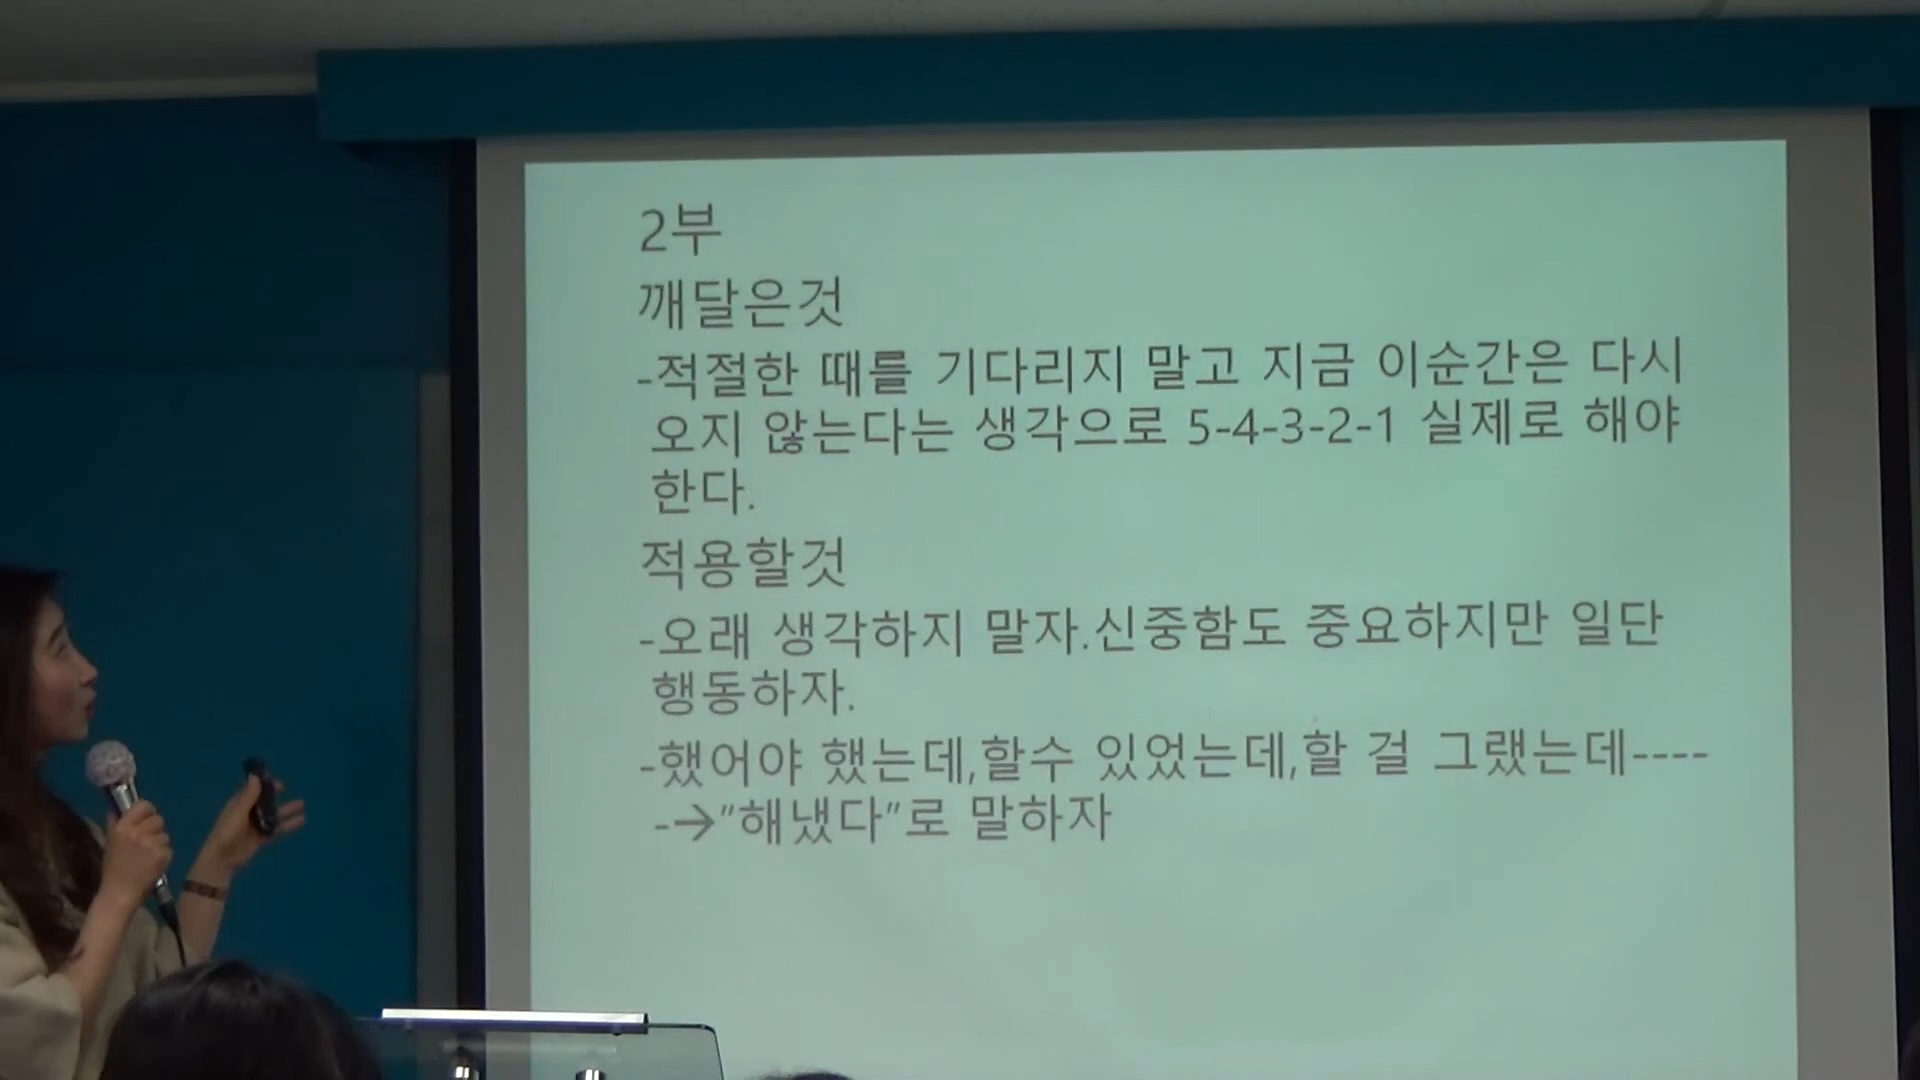 2부
깨달은것
-적절한 때를 기다리지 말고 지금 이순간은 다시
오지 않는다는 생각으로 5-4-3-2-1 실제로 해야
한다.
적용할것
-오래 생각하지 말자.신중함도 중요하지만 일단
행동하자.
-했어야 했는데,할수 있었는데,할 걸 그랬는데----
-→"해냈다"로 말하자